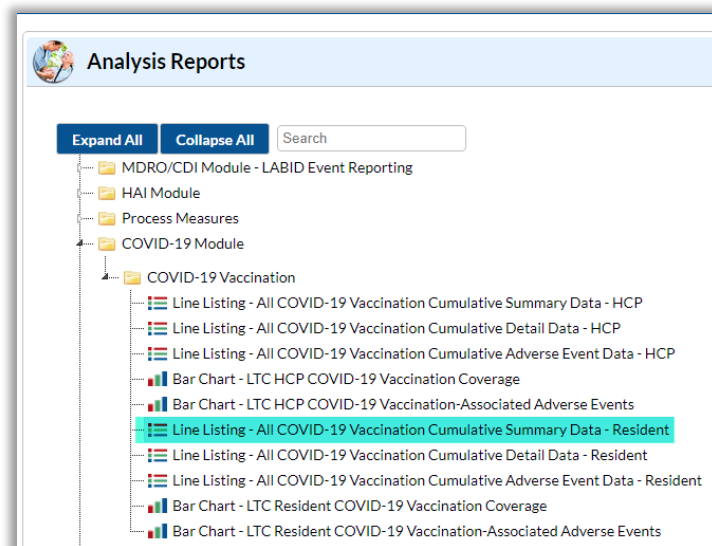 Analysis Reports
Expand All Collapse All Search
MDRO/CDI Module - LABID Event Reporting
HAI Module
Process Measures
COVID-19 Module
COVID-19 Vaccination
Line Listing - All COVID-19 Vaccination Cumulative Summary Data - HCP
Line Listing - All COVID-19 Vaccination Cumulative Detail Data - HCP
Line Listing - All COVID-19 Vaccination Cumulative Adverse Event Data - HCP
Bar Chart - LTC HCP COVID-19 Vaccination Coverage
Bar Chart - LTC HCP COVID-19 Vaccination-Associated Adverse Events
Line Listing - All COVID-19 Vaccination Cumulative Summary Data - Resident
Line Listing - All COVID-19 Vaccination Cumulative Detail Data - Resident
Line Listing - All COVID-19 Vaccination Cumulative Adverse Event Data - Resident
Bar Chart - LTC Resident COVID-19 Vaccination Coverage
Bar Chart - LTC Resident COVID-19 Vaccination-Associated Adverse Events